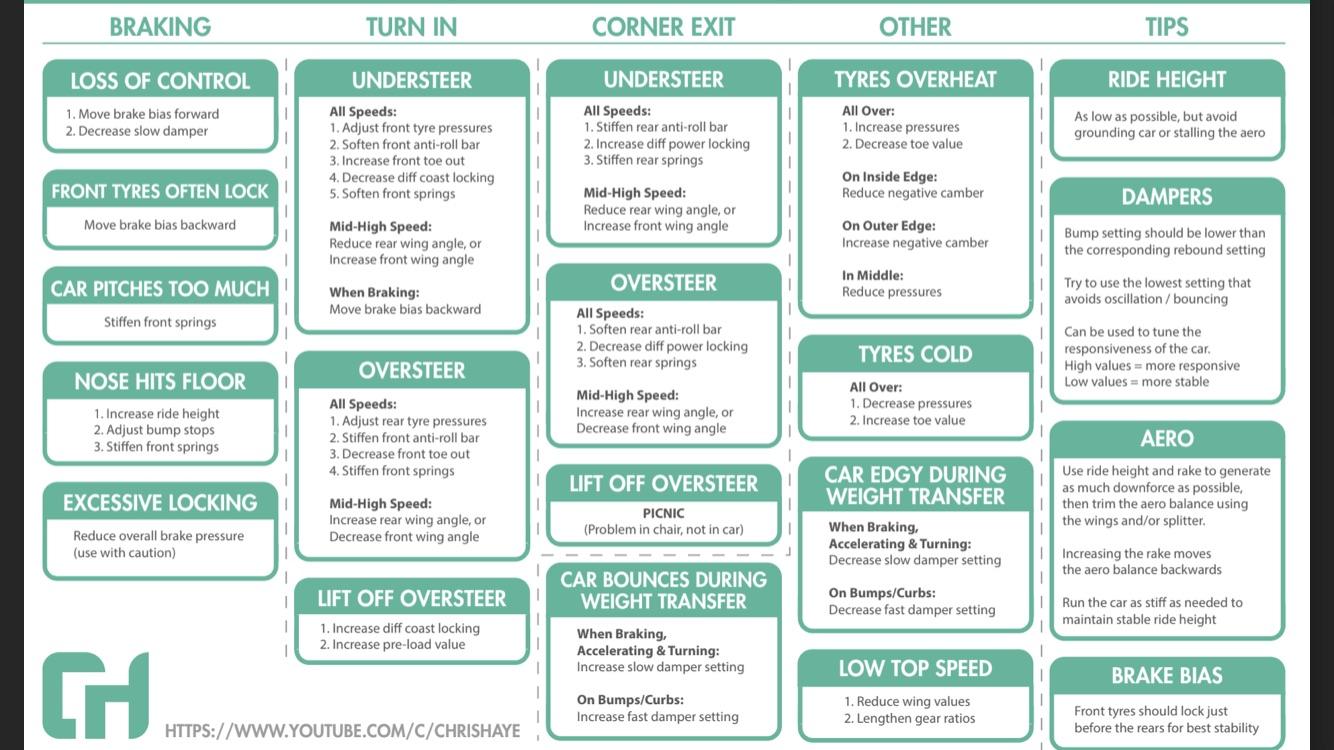 BRAKING
LOSS OF CONTROL
1. Move brake bias forward
2. Decrease slow damper
FRONT TYRES OFTEN LOCK
Move brake bias backward
CAR PITCHES TOO MUCH
Stiffen front springs
NOSE HITS FLOOR
1. Increase ride height
2. Adjust bump stops
3. Stiffen front springs
EXCESSIVE LOCKING
Reduce overall brake pressure
(use with caution)
TURN IN
UNDERSTEER
All Speeds:
1. Adjust front tyre pressures
2. Soften front anti-roll bar
3. Increase front toe out
4. Decrease diff coast locking
5. Soften front springs
Mid-High Speed:
Reduce rear wing angle, or
Increase front wing angle
When Braking:
Move brake bias backward
OVERSTEER
All Speeds:
1. Adjust rear tyre pressures
2. Stiffen front anti-roll bar
3. Decrease front toe out
4. Stiffen front springs
Mid-High Speed:
Increase rear wing angle, or
Decrease front wing angle
LIFT OFF OVERSTEER
1. Increase diff coast locking
2. Increase pre-load value
CORNER EXIT
UNDERSTEER
All Speeds:
1. Stiffen rear anti-roll bar
2. Increase diff power locking
3. Stiffen rear springs
Mid-High Speed:
Reduce rear wing angle, or
Increase front wing angle
OVERSTEER
All Speeds:
1. Soften rear anti-roll bar
2. Decrease diff power locking
3. Soften rear springs
Mid-High Speed:
Increase rear wing angle, or
Decrease front wing angle
LIFT OFF OVERSTEER
PICNIC
(Problem in chair, not in car)
CAR BOUNCES DURING
WEIGHT TRANSFER
When Braking,
Accelerating & Turning:
Increase slow damper setting
On Bumps/Curbs:
Increase fast damper setting
OTHER
TYRES OVERHEAT
All Over:
1. Increase pressures
2. Decrease toe value
On Inside Edge:
Reduce negative camber
On Outer Edge:
Increase negative camber
In Middle:
Reduce pressures
TYRES COLD
All Over:
1. Decrease pressures
2. Increase toe value
CAR EDGY DURING
WEIGHT TRANSFER
When Braking,
Accelerating & Turning:
Decrease slow damper setting
On Bumps/Curbs:
Decrease fast damper setting
LOW TOP SPEED
1. Reduce wing values
2. Lengthen gear ratios
TIPS
RIDE HEIGHT
As low as possible, but avoid
grounding car or stalling the aero
DAMPERS
Bump setting should be lower than
the corresponding rebound setting
Try to use the lowest setting that
avoids oscillation / bouncing
Can be used to tune the
responsiveness of the car.
High values = more responsive
Low values = more stable
AERO
Use ride height and rake to generate
as much downforce as possible,
then trim the aero balance using
the wings and/or splitter.
Increasing the rake moves
the aero balance backwards
Run the car as stiff as needed to
maintain stable ride height
BRAKE BIAS
Front tyres should lock just
before the rears for best stability
CH
HTTPS://WWW.YOUTUBE.COM/C/CHRISHAYE